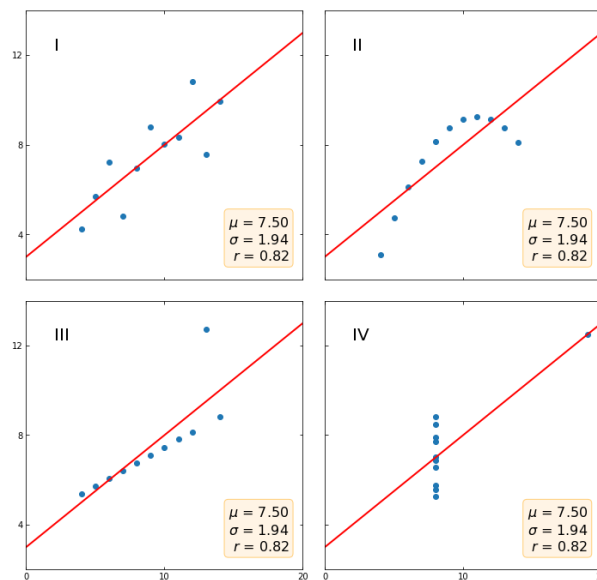 I
II
12
8
4
μ = 7.50
σ = 1.94
r = 0.82
μ = 7.50
σ = 1.94
r = 0.82
III
IV
12
8
4
μ = 7.50
σ = 1.94
r = 0.82
μ = 7.50
σ = 1.94
r = 0.82
0
10
20
0
10